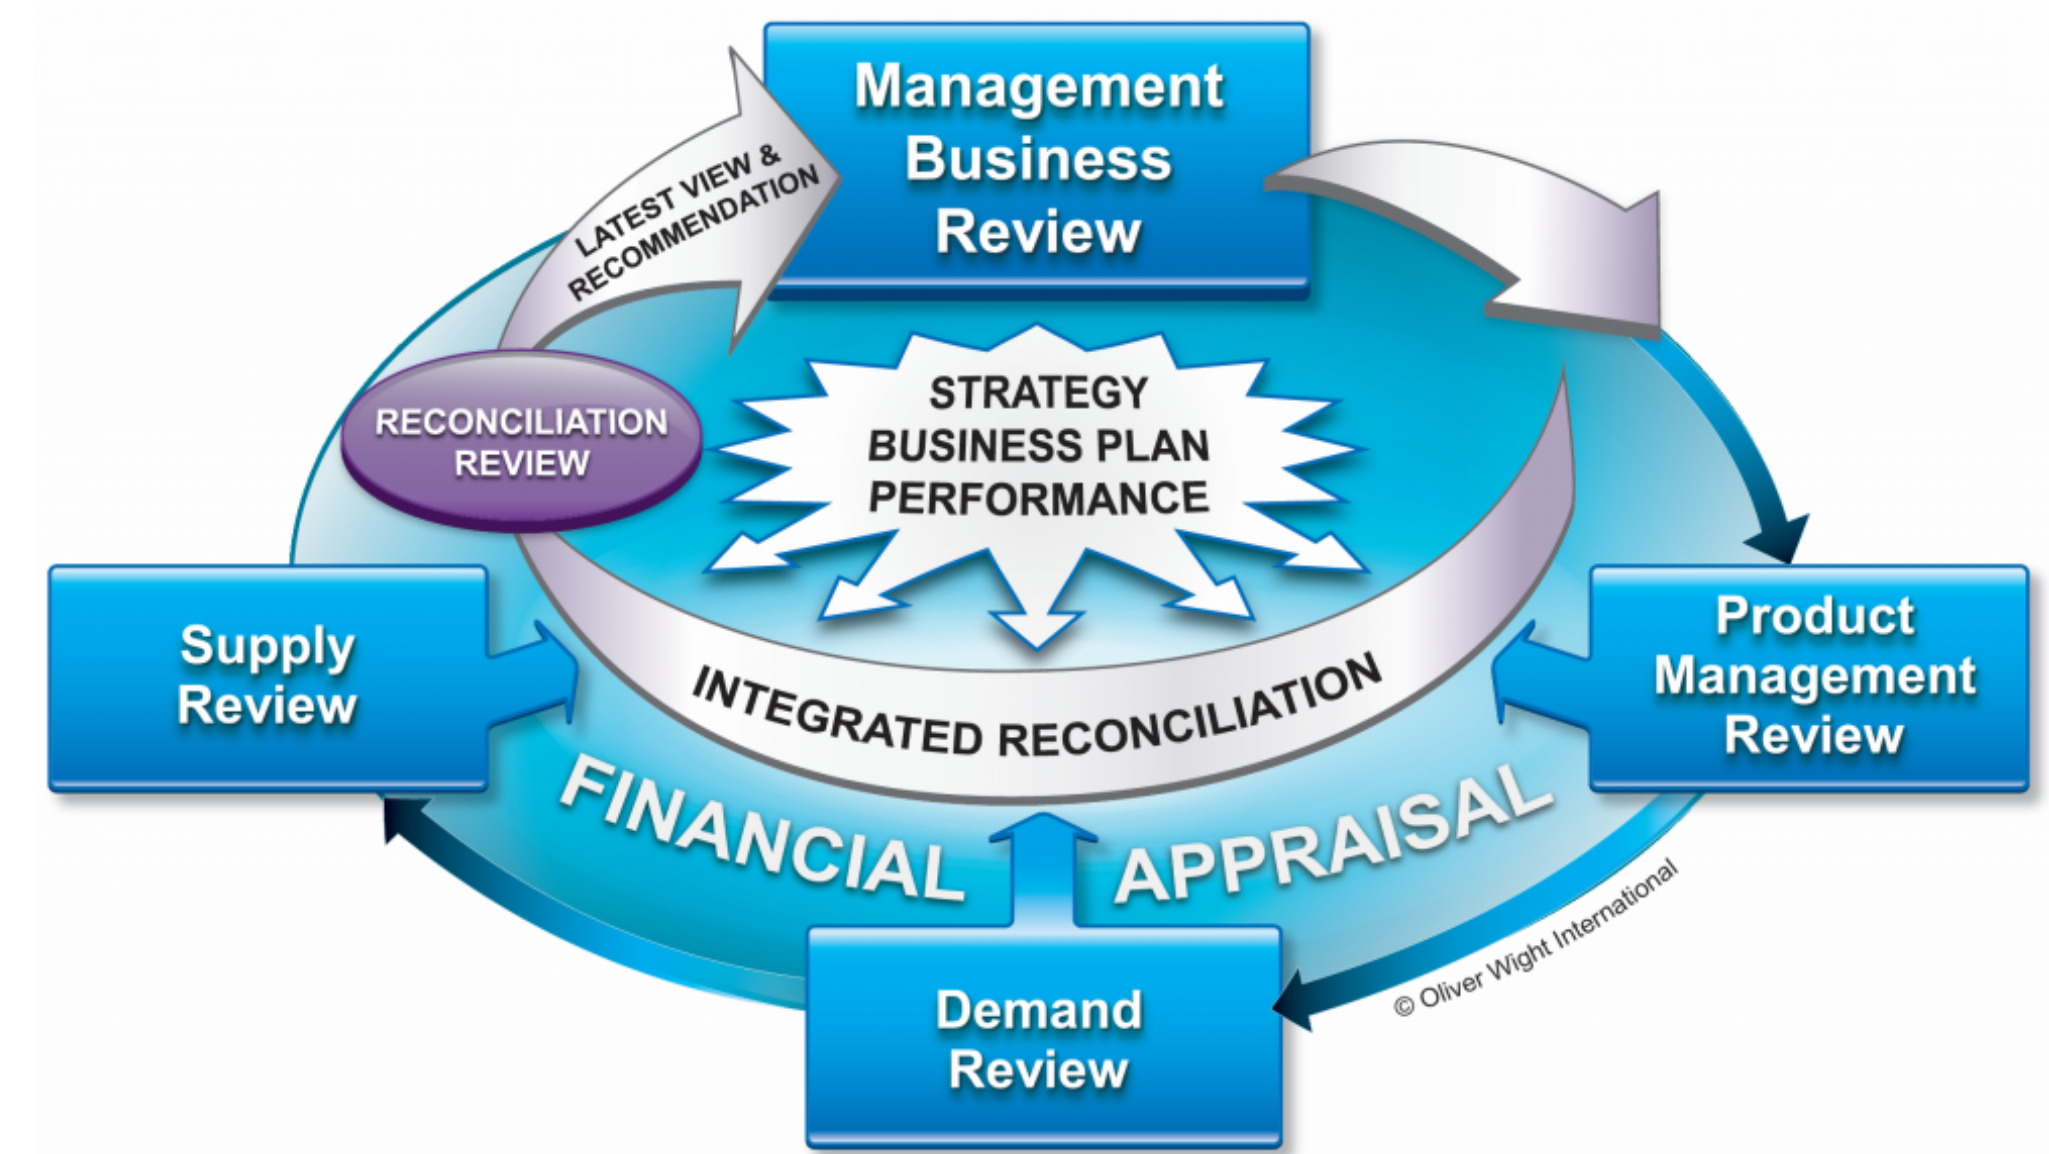 Management
Business
Review
LATEST VIEW &
RECOMMENDATION
RECONCILIATION
REVIEW
STRATEGY
BUSINESS PLAN
PERFORMANCE
Supply
Review
Product
Management
Review
INTEGRATED RECONCILIATION
FINANCIAL APPRAISAL
Demand
Review
© Oliver Wight International